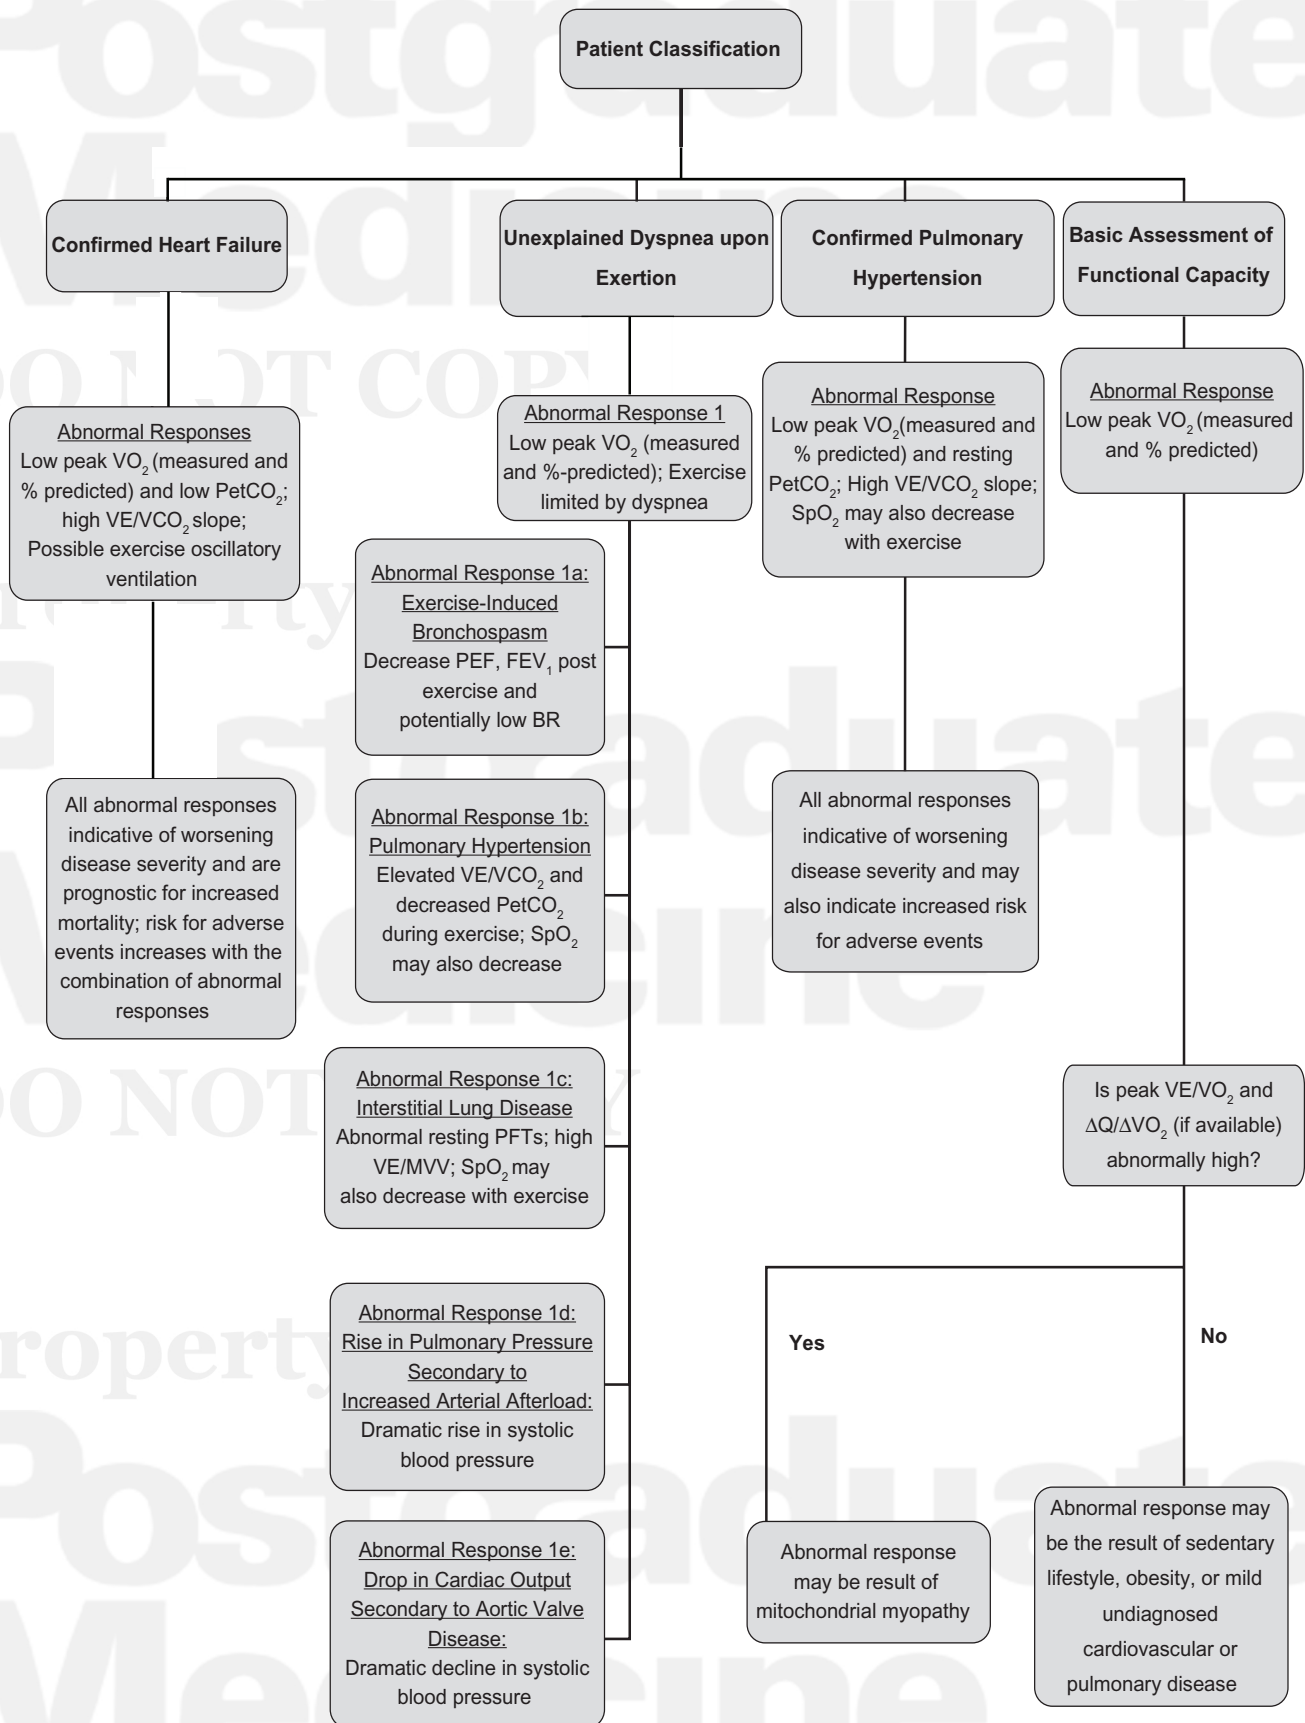 Patient Classification
Confirmed Heart Failure
Unexplained Dyspnea upon
Exertion
Confirmed Pulmonary
Hypertension
Basic Assessment of
Functional Capacity
Abnormal Responses
Low peak VO₂ (measured and
% predicted) and low PetCO₂;
high VE/VCO₂ slope;
Possible exercise oscillatory
ventilation
All abnormal responses
indicative of worsening
disease severity and are
prognostic for increased
mortality; risk for adverse
events increases with the
combination of abnormal
responses
Abnormal Response 1
Low peak VO₂ (measured
and %-predicted); Exercise
limited by dyspnea
Abnormal Response 1a:
Exercise-Induced
Bronchospasm
Decrease PEF, FEV₁ post
exercise and
potentially low BR
Abnormal Response 1b:
Pulmonary Hypertension
Elevated VE/VCO₂ and
decreased PetCO₂
during exercise; SpO₂
may also decrease
Abnormal Response 1c:
Interstitial Lung Disease
Abnormal resting PFTs; high
VE/MVV; SpO₂ may
also decrease with exercise
Abnormal Response 1d:
Rise in Pulmonary Pressure
Secondary to
Increased Arterial Afterload:
Dramatic rise in systolic
blood pressure
Abnormal Response 1e:
Drop in Cardiac Output
Secondary to Aortic Valve
Disease:
Dramatic decline in systolic
blood pressure
Abnormal Response
Low peak VO₂(measured and
% predicted) and resting
PetCO₂; High VE/VCO₂ slope;
SpO₂ may also decrease
with exercise
All abnormal responses
indicative of worsening
disease severity and may
also indicate increased risk
for adverse events
Abnormal Response
Low peak VO₂ (measured
and % predicted)
Is peak VE/VO₂ and
ΔQ/ΔVO₂ (if available)
abnormally high?
Yes
No
Abnormal response
may be result of
mitochondrial myopathy
Abnormal response may
be the result of sedentary
lifestyle, obesity, or mild
undiagnosed
cardiovascular or
pulmonary disease
Postgraduate
Medicine
DO NOT COPY
Postgraduate
Medicine
DO NOT
Property
Postgraduate
Medicine